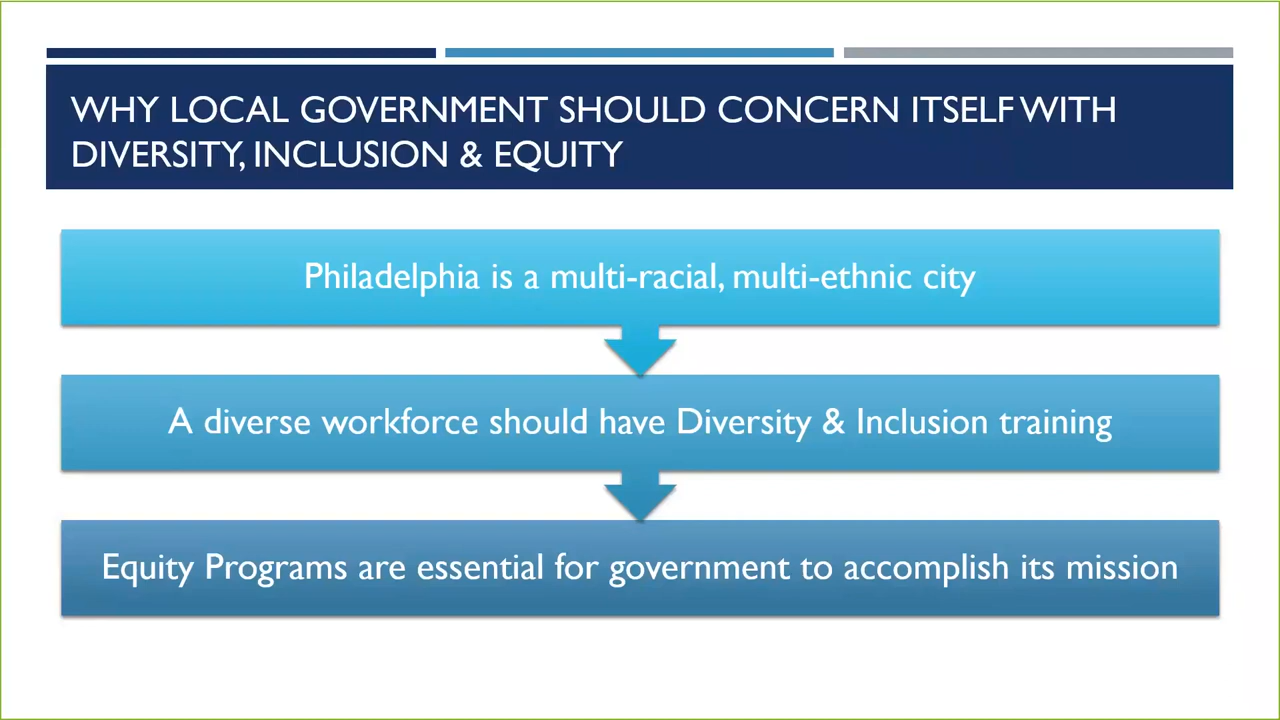 WHY LOCAL GOVERNMENT SHOULD CONCERN ITSELF WITH
DIVERSITY, INCLUSION & EQUITY
Philadelphia is a multi-racial, multi-ethnic city
A diverse workforce should have Diversity & Inclusion training
Equity Programs are essential for government to accomplish its mission